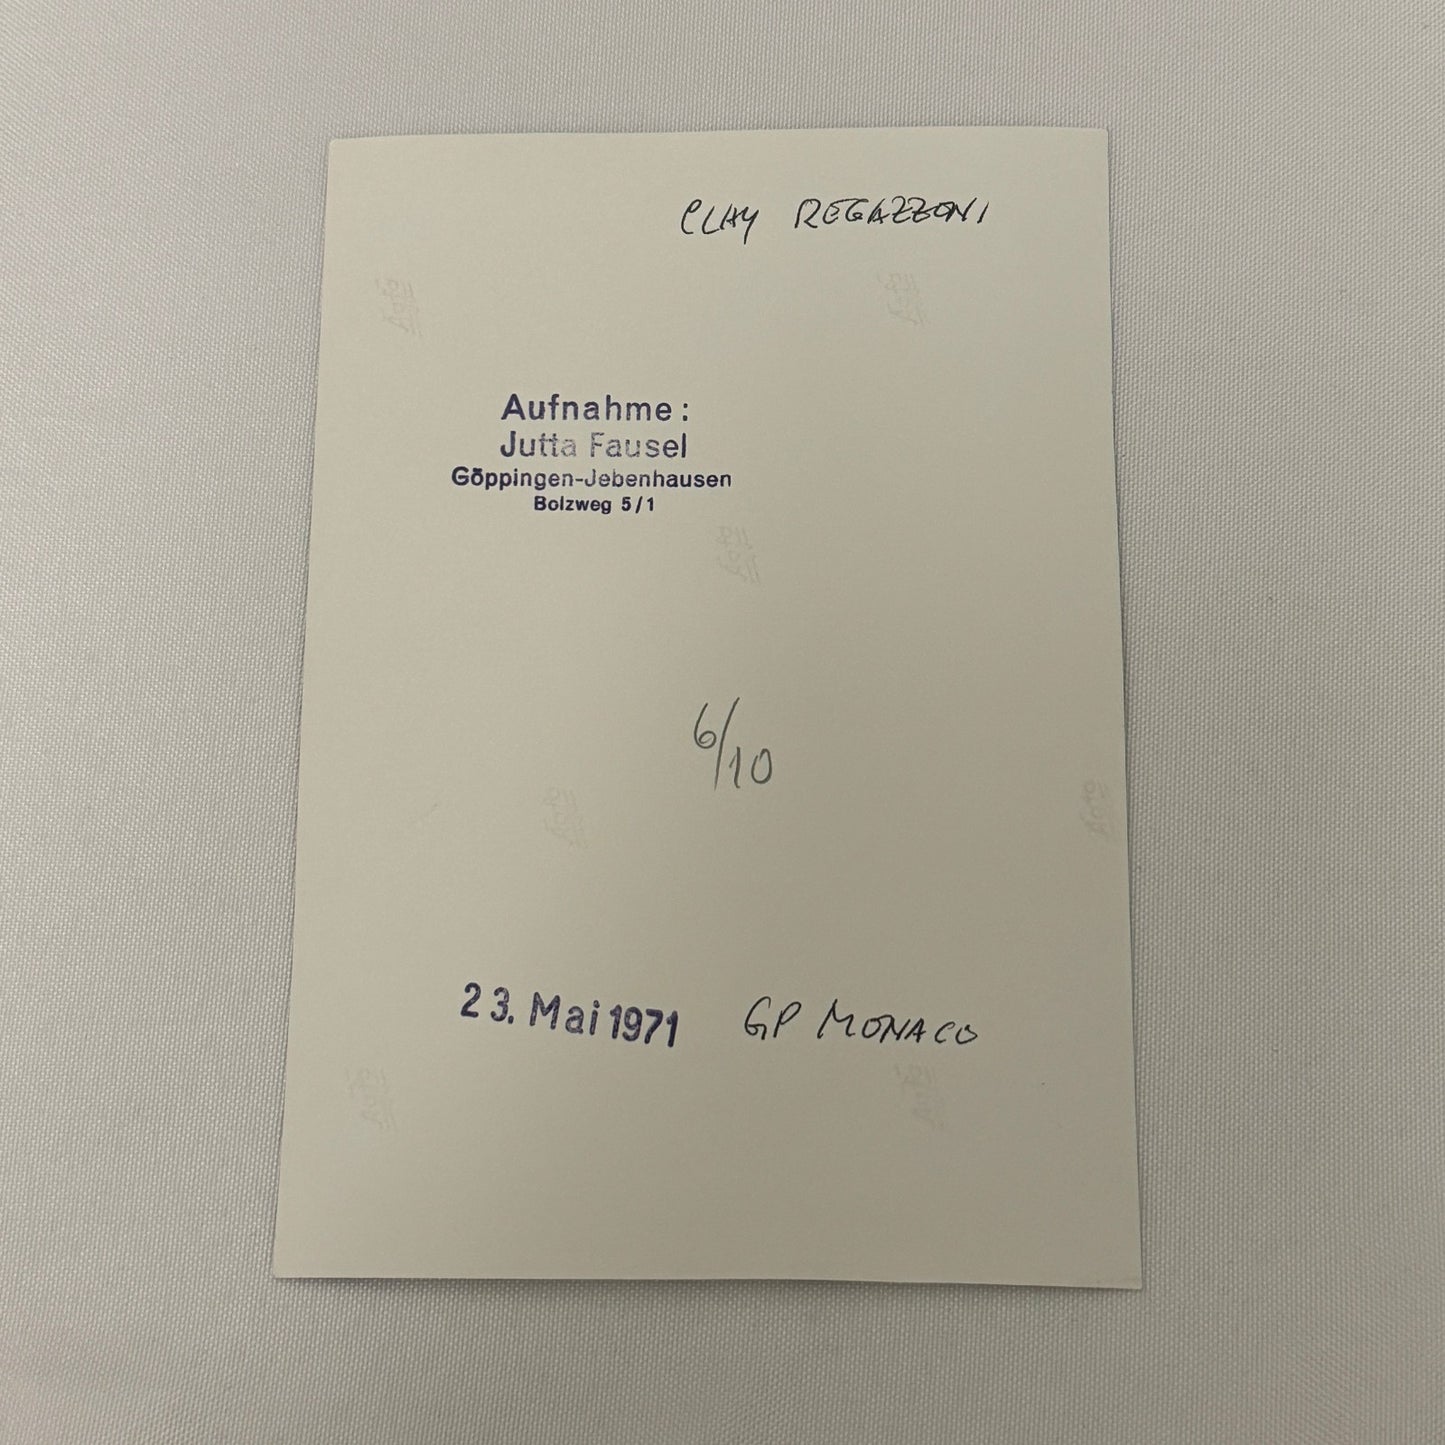 CLAY REGAZZONI
Aufnahme:
Jutta Fausel
Göppingen-Jebenhausen
Bolzweg 5/1
6/10
23. Mai 1971 GP MONACO